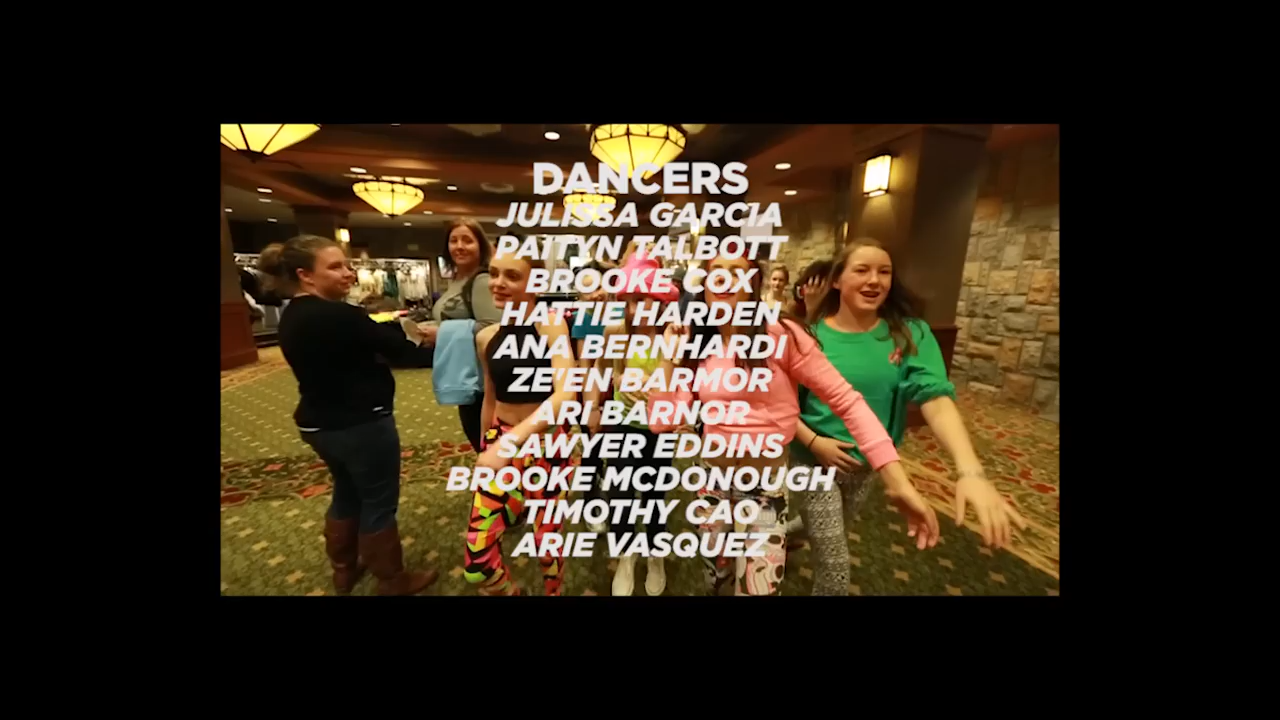 DANCERS
JULISSA GARCIA
PAITYN TALBOTT
BROOKE COX
HATTIE HARDEN
ANA BERNHARDI
ZE'EN BARMOR
ARI BARNOR
SAWYER EDDINS
BROOKE MCDONOUGH
TIMOTHY CAO
ARIE VASQUEZ